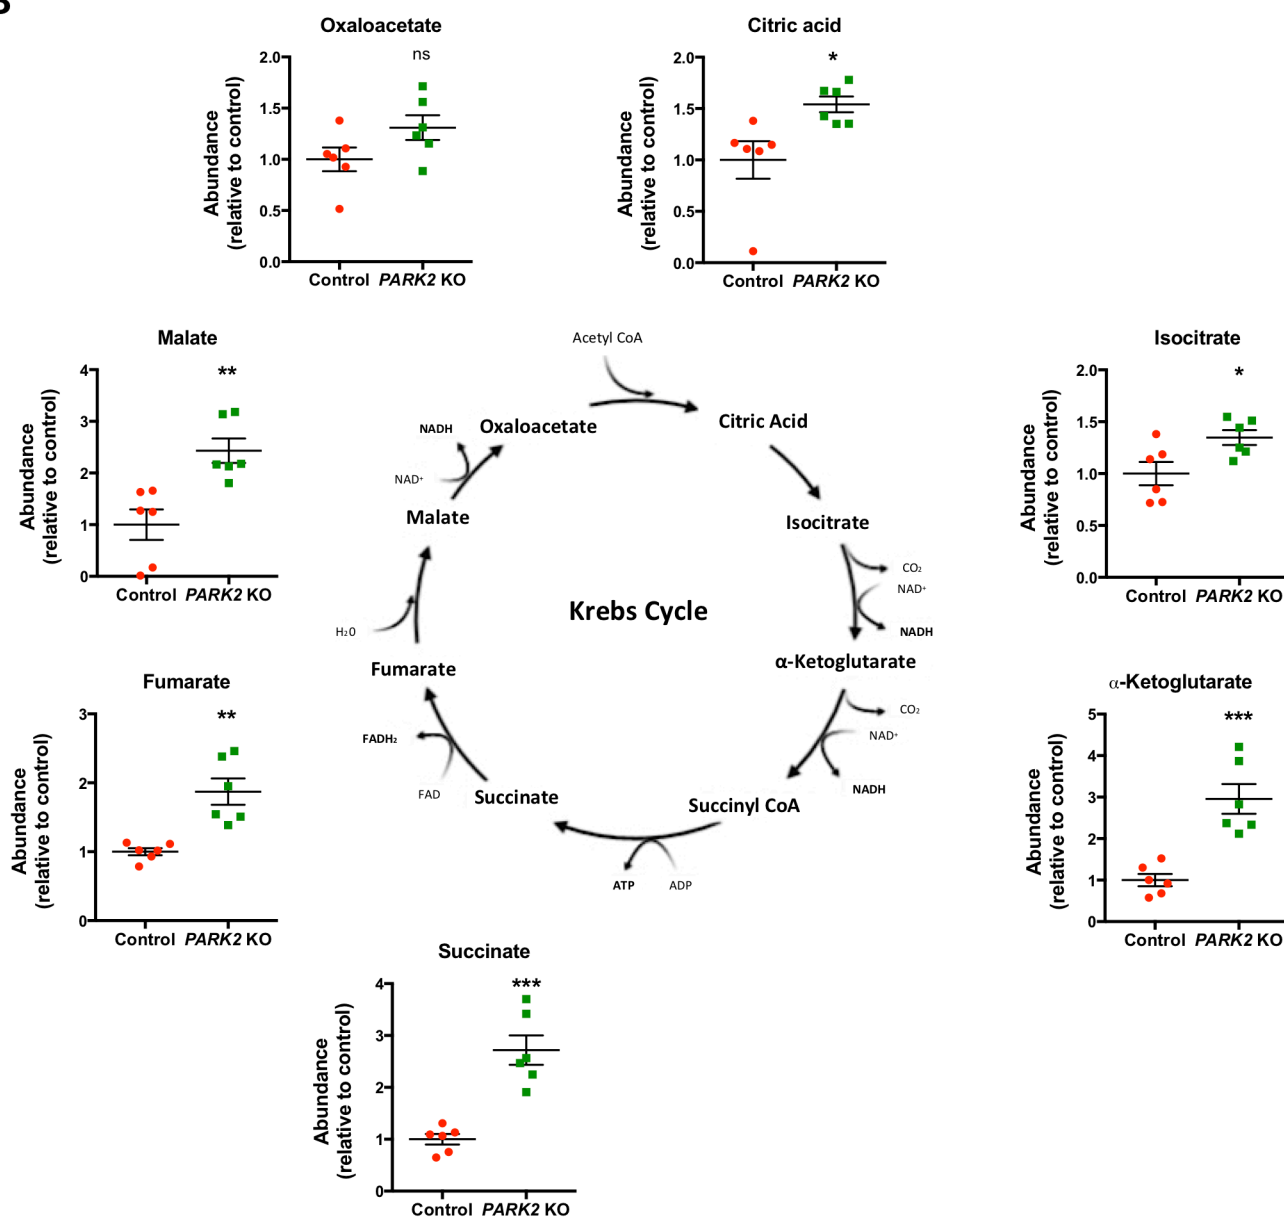 B
Oxaloacetate
ns
2.0
1.5
1.0
0.5
0.0
Abundance
(relative to control)
Control PARK2 KO
Citric acid
*
2.0
1.5
1.0
0.5
0.0
Abundance
(relative to control)
Control PARK2 KO
Malate
**
4
3
2
1
0
Abundance
(relative to control)
Control PARK2 KO
Isocitrate
*
2.0
1.5
1.0
0.5
0.0
Abundance
(relative to control)
Control PARK2 KO
Acetyl CoA
Oxaloacetate
Citric Acid
NADH
NAD+
Malate
Isocitrate
CO2
NAD+
NADH
Krebs Cycle
H20
Fumarate
α-Ketoglutarate
CO2
NAD+
NADH
FADH2
FAD
Succinate
Succinyl CoA
ATP
ADP
Fumarate
**
3
2
1
0
Abundance
(relative to control)
Control PARK2 KO
α-Ketoglutarate
***
5
4
3
2
1
0
Abundance
(relative to control)
Control PARK2 KO
Succinate
***
4
3
2
1
0
Abundance
(relative to control)
Control PARK2 KO